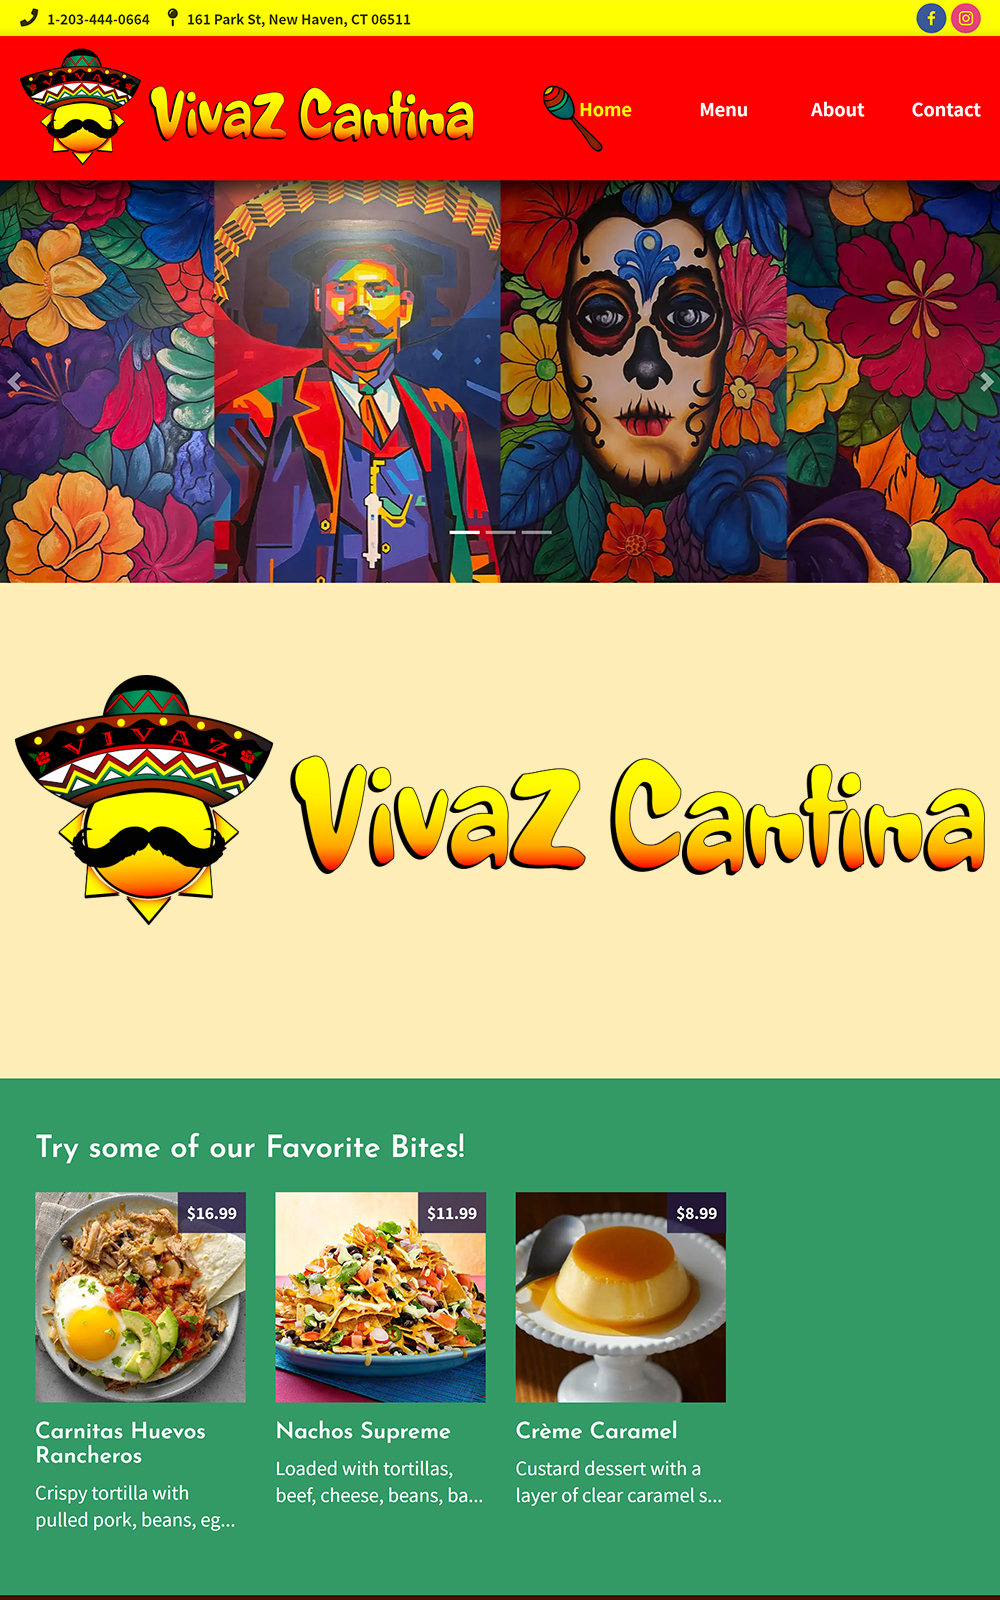 1-203-444-0664 161 Park St, New Haven, CT 06511
VIVAZ
VivaZ Cantina
Home Menu About Contact
VIVAZ
VivaZ Cantina
Try some of our Favorite Bites!
$16.99
$11.99
$8.99
Carnitas Huevos
Rancheros
Crispy tortilla with
pulled pork, beans, eg...
Nachos Supreme
Loaded with tortillas,
beef, cheese, beans, ba...
Crème Caramel
Custard dessert with a
layer of clear caramel s...